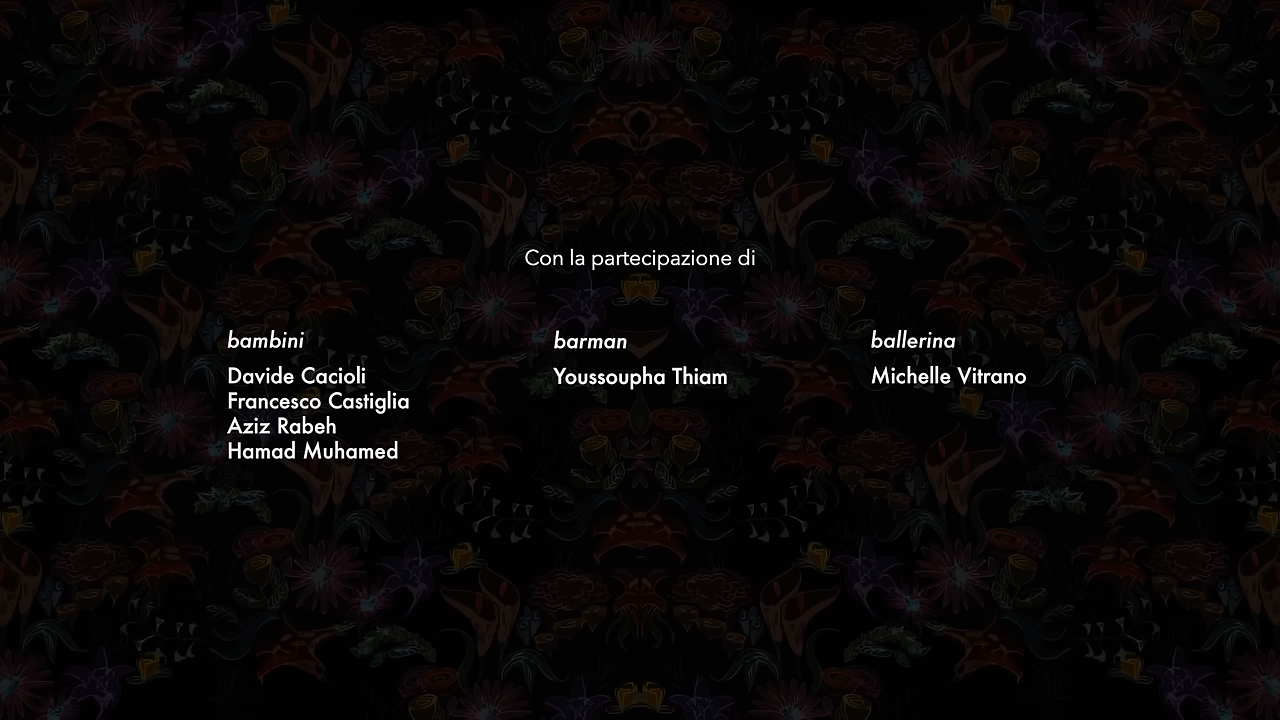 Con la partecipazione di
bambini
Davide Cacioli
Francesco Castiglia
Aziz Rabeh
Hamad Muhamed
barman
Youssoupha Thiam
ballerina
Michelle Vitrano